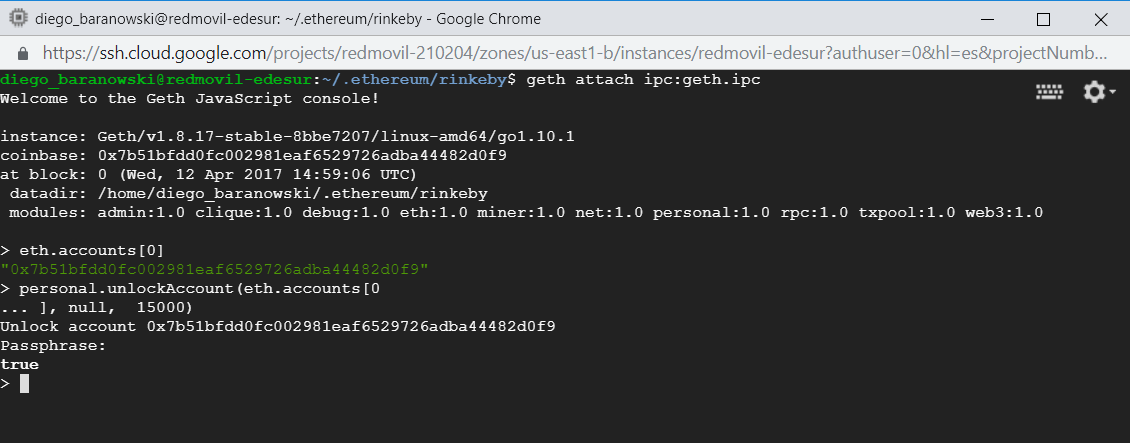 diego_baranowski@redmovil-edesur: ~/.ethereum/rinkeby - Google Chrome
https://ssh.cloud.google.com/projects/redmovil-210204/zones/us-east1-b/instances/redmovil-edesur?authuser=0&hl=es&projectNumb...
diego_baranowski@redmovil-edesur:~/.ethereum/rinkeby$ geth attach ipc:geth.ipc
Welcome to the Geth JavaScript console!
instance: Geth/v1.8.17-stable-8bbe7207/linux-amd64/go1.10.1
coinbase: 0x7b51bfdd0fc002981eaf6529726adba44482d0f9
at block: 0 (Wed, 12 Apr 2017 14:59:06 UTC)
datadir: /home/diego_baranowski/.ethereum/rinkeby
modules: admin:1.0 clique:1.0 debug:1.0 eth:1.0 miner:1.0 net:1.0 personal:1.0 rpc:1.0 txpool:1.0 web3:1.0
> eth.accounts[0]
"0x7b51bfdd0fc002981eaf6529726adba44482d0f9"
> personal.unlockAccount(eth.accounts[0
... ], null,  15000)
Unlock account 0x7b51bfdd0fc002981eaf6529726adba44482d0f9
Passphrase:
true
>